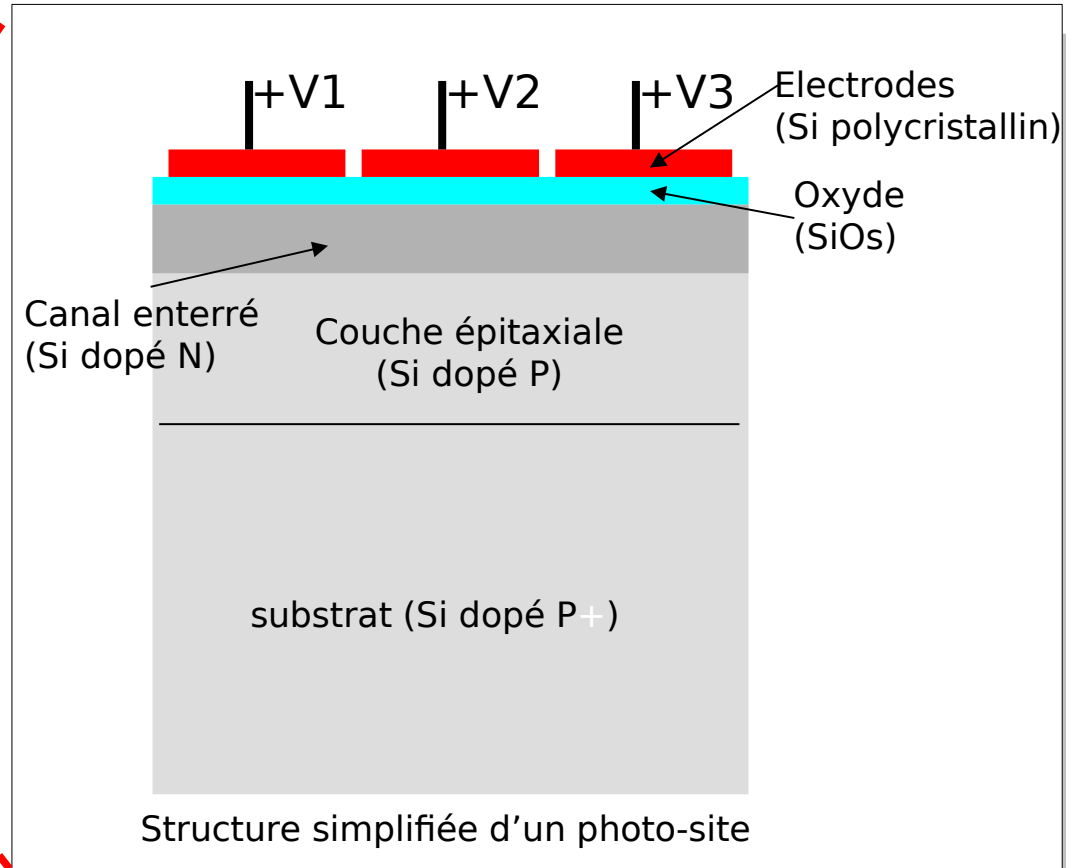 +V1 +V2 +V3
Electrodes
(Si polycristallin)
Oxyde
(SiOs)
Canal enterré
(Si dopé N)
Couche épitaxiale
(Si dopé P)
substrat (Si dopé P+)
Structure simplifiée d’un photo-site